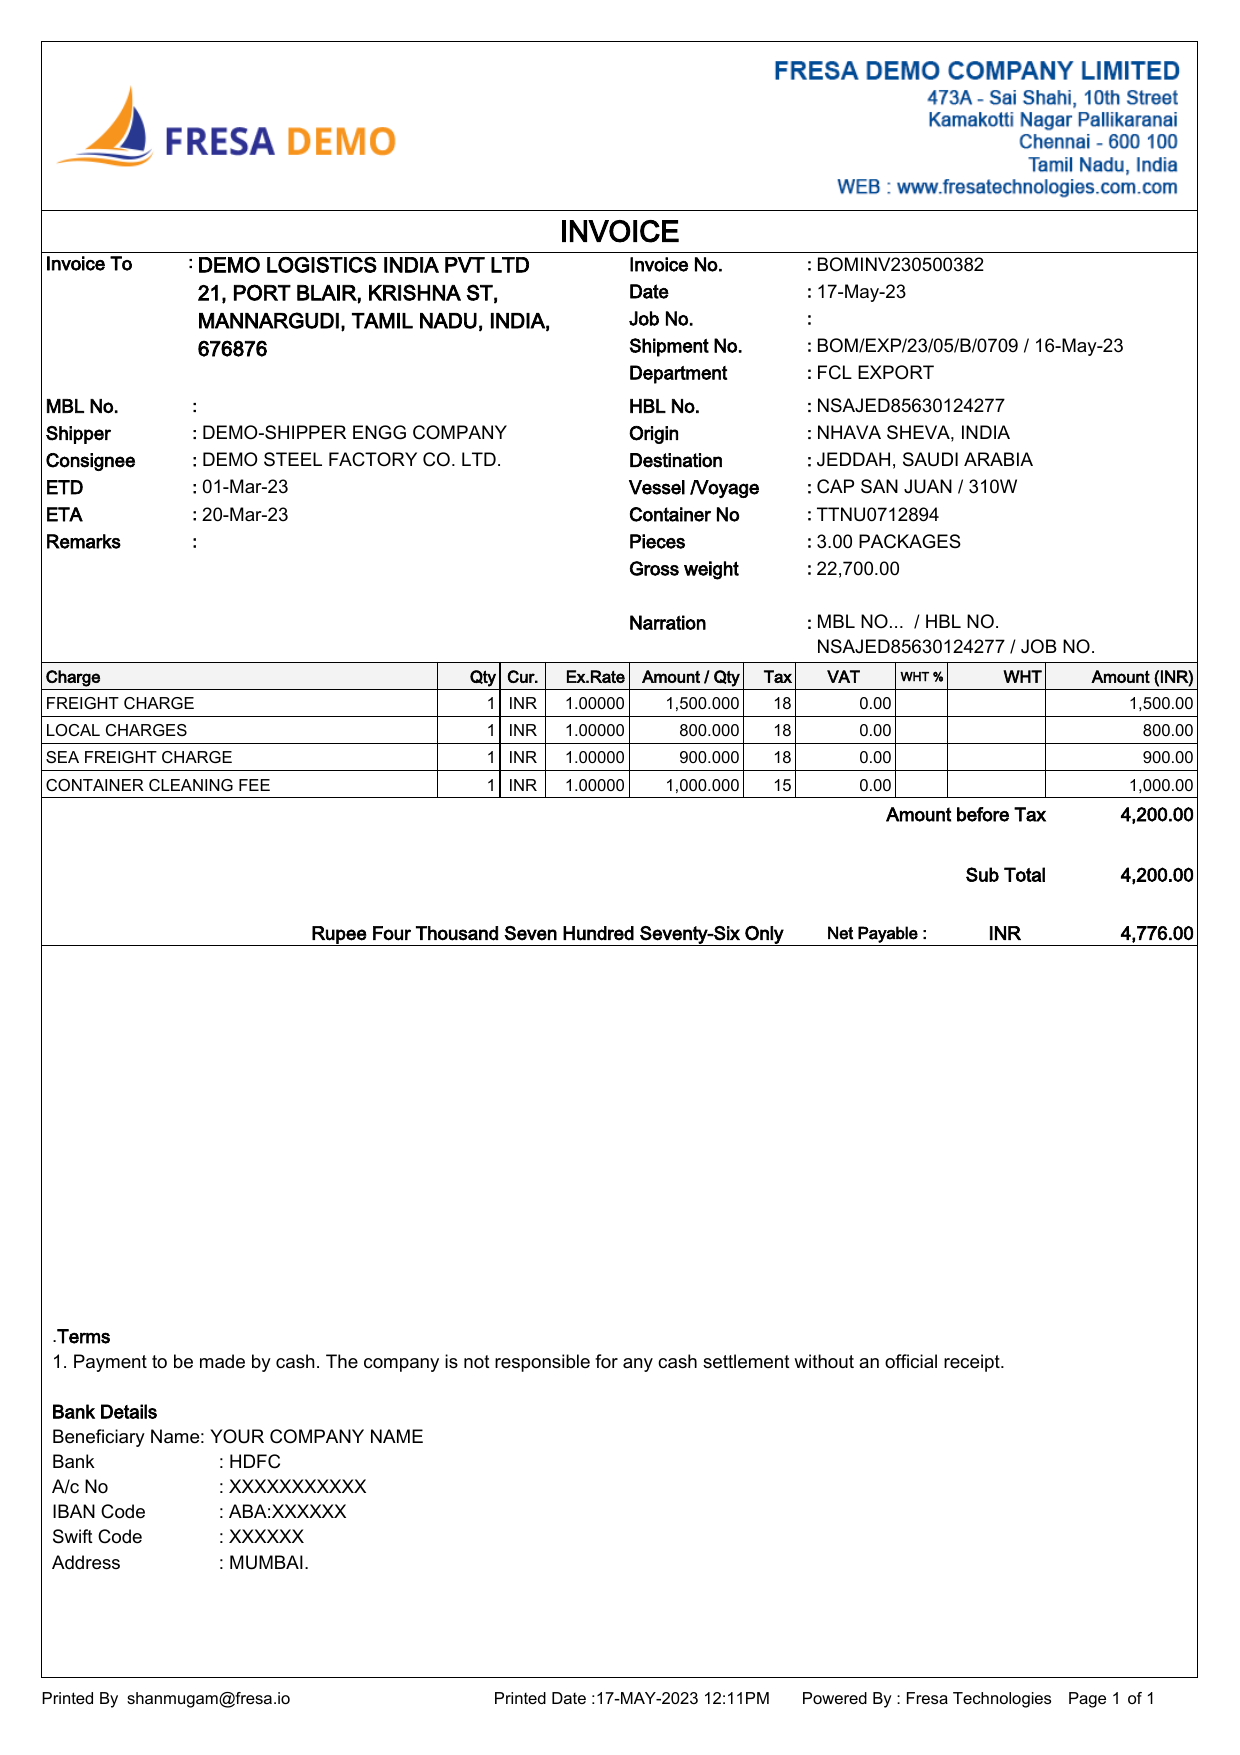 FRESA DEMO
FRESA DEMO COMPANY LIMITED
473A - Sai Shahi, 10th Street
Kamakotti Nagar Pallikaranai
Chennai - 600 100
Tamil Nadu, India
WEB : www.fresatechnologies.com.com
INVOICE
Invoice To : DEMO LOGISTICS INDIA PVT LTD
21, PORT BLAIR, KRISHNA ST,
MANNARGUDI, TAMIL NADU, INDIA,
676876
Invoice No. : BOMINV230500382
Date : 17-May-23
Job No. :
Shipment No. : BOM/EXP/23/05/B/0709 / 16-May-23
Department : FCL EXPORT
MBL No. :
Shipper : DEMO-SHIPPER ENGG COMPANY
Consignee : DEMO STEEL FACTORY CO. LTD.
ETD : 01-Mar-23
ETA : 20-Mar-23
Remarks :
HBL No. : NSAJED85630124277
Origin : NHAVA SHEVA, INDIA
Destination : JEDDAH, SAUDI ARABIA
Vessel /Voyage : CAP SAN JUAN / 310W
Container No : TTNU0712894
Pieces : 3.00 PACKAGES
Gross weight : 22,700.00
Narration : MBL NO... / HBL NO.
NSAJED85630124277 / JOB NO.
Charge Qty Cur. Ex.Rate Amount / Qty Tax VAT WHT % WHT Amount (INR)
FREIGHT CHARGE 1 INR 1.00000 1,500.000 18 0.00 1,500.00
LOCAL CHARGES 1 INR 1.00000 800.000 18 0.00 800.00
SEA FREIGHT CHARGE 1 INR 1.00000 900.000 18 0.00 900.00
CONTAINER CLEANING FEE 1 INR 1.00000 1,000.000 15 0.00 1,000.00
Amount before Tax 4,200.00
Sub Total 4,200.00
Rupee Four Thousand Seven Hundred Seventy-Six Only Net Payable : INR 4,776.00
.Terms
1. Payment to be made by cash. The company is not responsible for any cash settlement without an official receipt.
Bank Details
Beneficiary Name: YOUR COMPANY NAME
Bank : HDFC
A/c No : XXXXXXXXXXX
IBAN Code : ABA:XXXXXX
Swift Code : XXXXXX
Address : MUMBAI.
Printed By shanmugam@fresa.io Printed Date :17-MAY-2023 12:11PM Powered By : Fresa Technologies Page 1 of 1